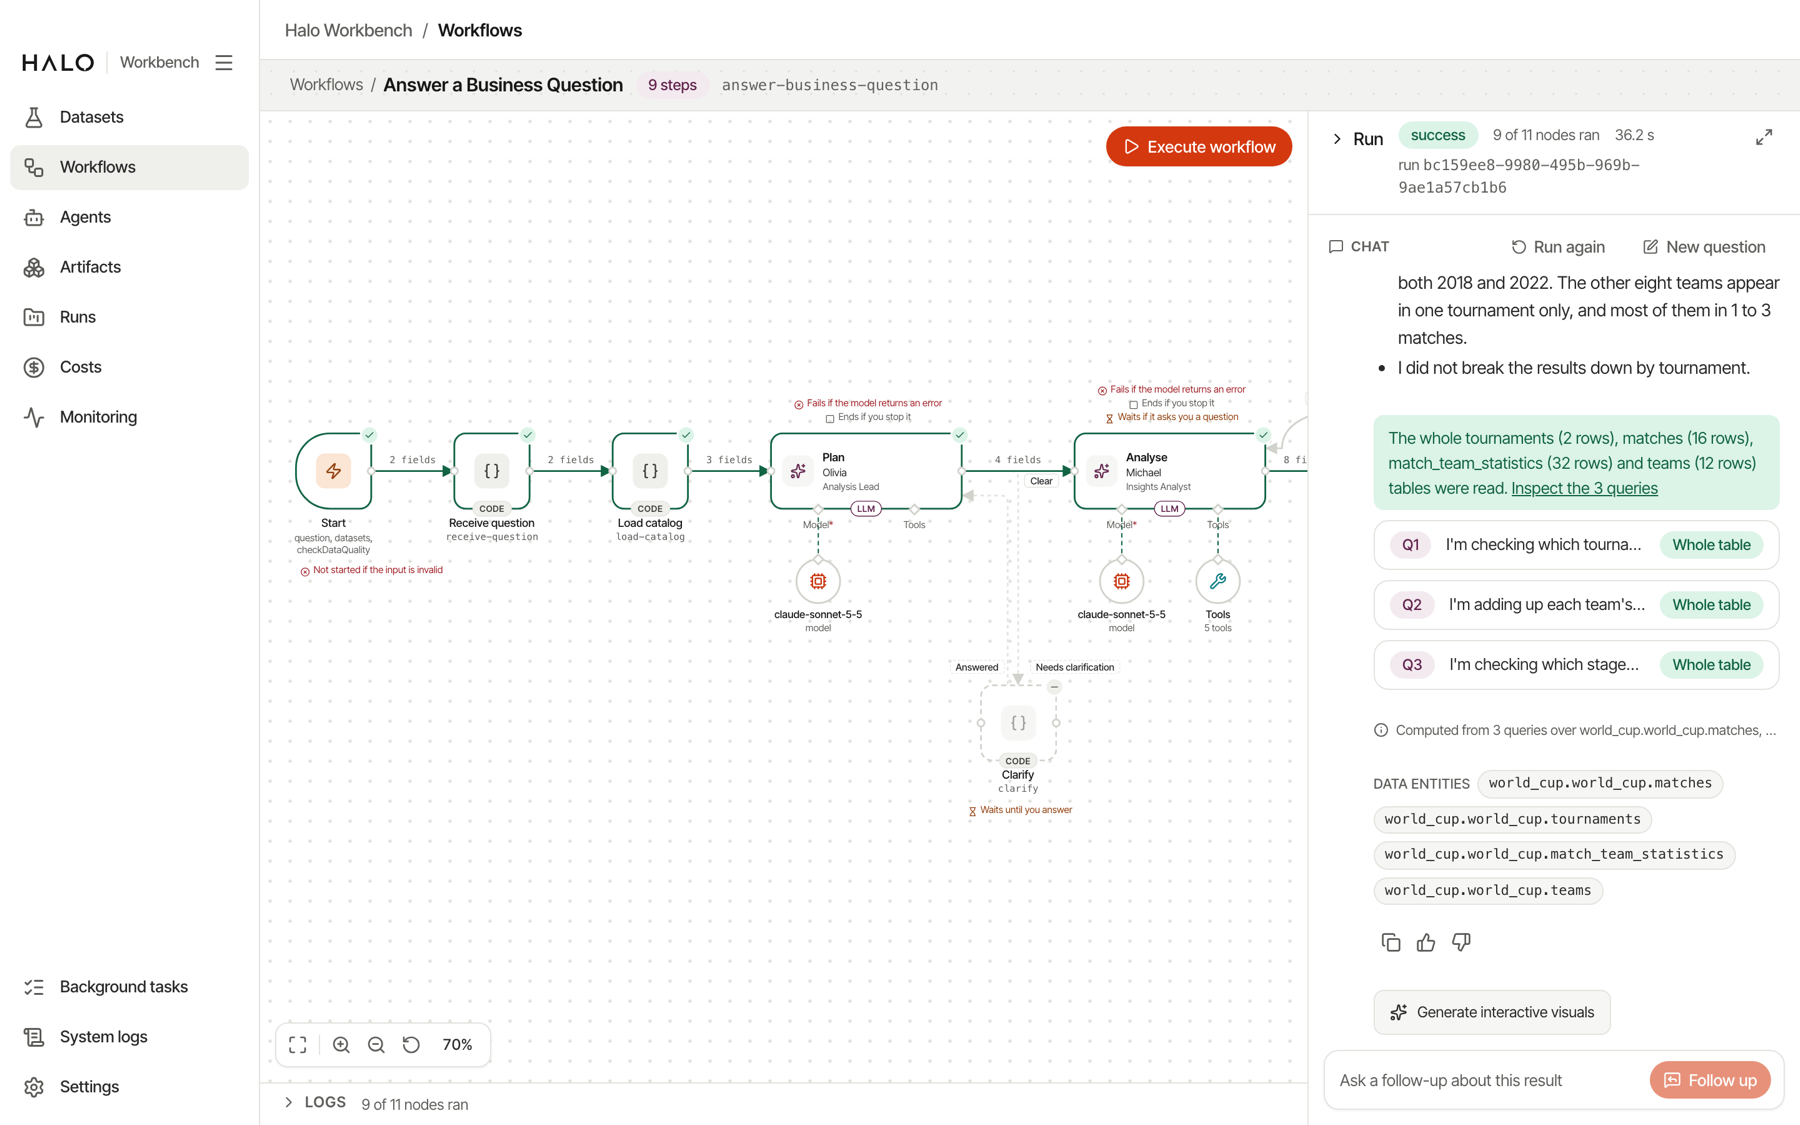 HALO
Workbench
Datasets
Workflows
Agents
Artifacts
Runs
Costs
Monitoring
Background tasks
System logs
Settings
Halo Workbench / Workflows
Workflows / Answer a Business Question
9 steps
answer-business-question
Execute workflow
Start
question, datasets,
checkDataQuality
Not started if the input is invalid
2 fields
{}
CODE
Receive question
receive-question
2 fields
{}
CODE
Load catalog
load-catalog
3 fields
Fails if the model returns an error
Ends if you stop it
Plan
Olivia
Analysis Lead
LLM
Model*
Tools
claude-sonnet-5-5
model
4 fields
Clear
Fails if the model returns an error
Ends if you stop it
Waits if it asks you a question
Analyse
Michael
Insights Analyst
LLM
Model*
Tools
claude-sonnet-5-5
model
Tools
5 tools
8 fi
Answered
Needs clarification
{}
CODE
Clarify
clarify
Waits until you answer
70%
LOGS
9 of 11 nodes ran
Run
success
9 of 11 nodes ran
36.2 s
run bc159ee8-9980-495b-969b-
9ae1a57cb1b6
CHAT
Run again
New question
both 2018 and 2022. The other eight teams appear
in one tournament only, and most of them in 1 to 3
matches.
• I did not break the results down by tournament.
The whole tournaments (2 rows), matches (16 rows),
match_team_statistics (32 rows) and teams (12 rows)
tables were read. Inspect the 3 queries
Q1
I'm checking which tourna...
Whole table
Q2
I'm adding up each team's...
Whole table
Q3
I'm checking which stage...
Whole table
Computed from 3 queries over world_cup.world_cup.matches, ...
DATA ENTITIES
world_cup.world_cup.matches
world_cup.world_cup.tournaments
world_cup.world_cup.match_team_statistics
world_cup.world_cup.teams
Generate interactive visuals
Ask a follow-up about this result
Follow up